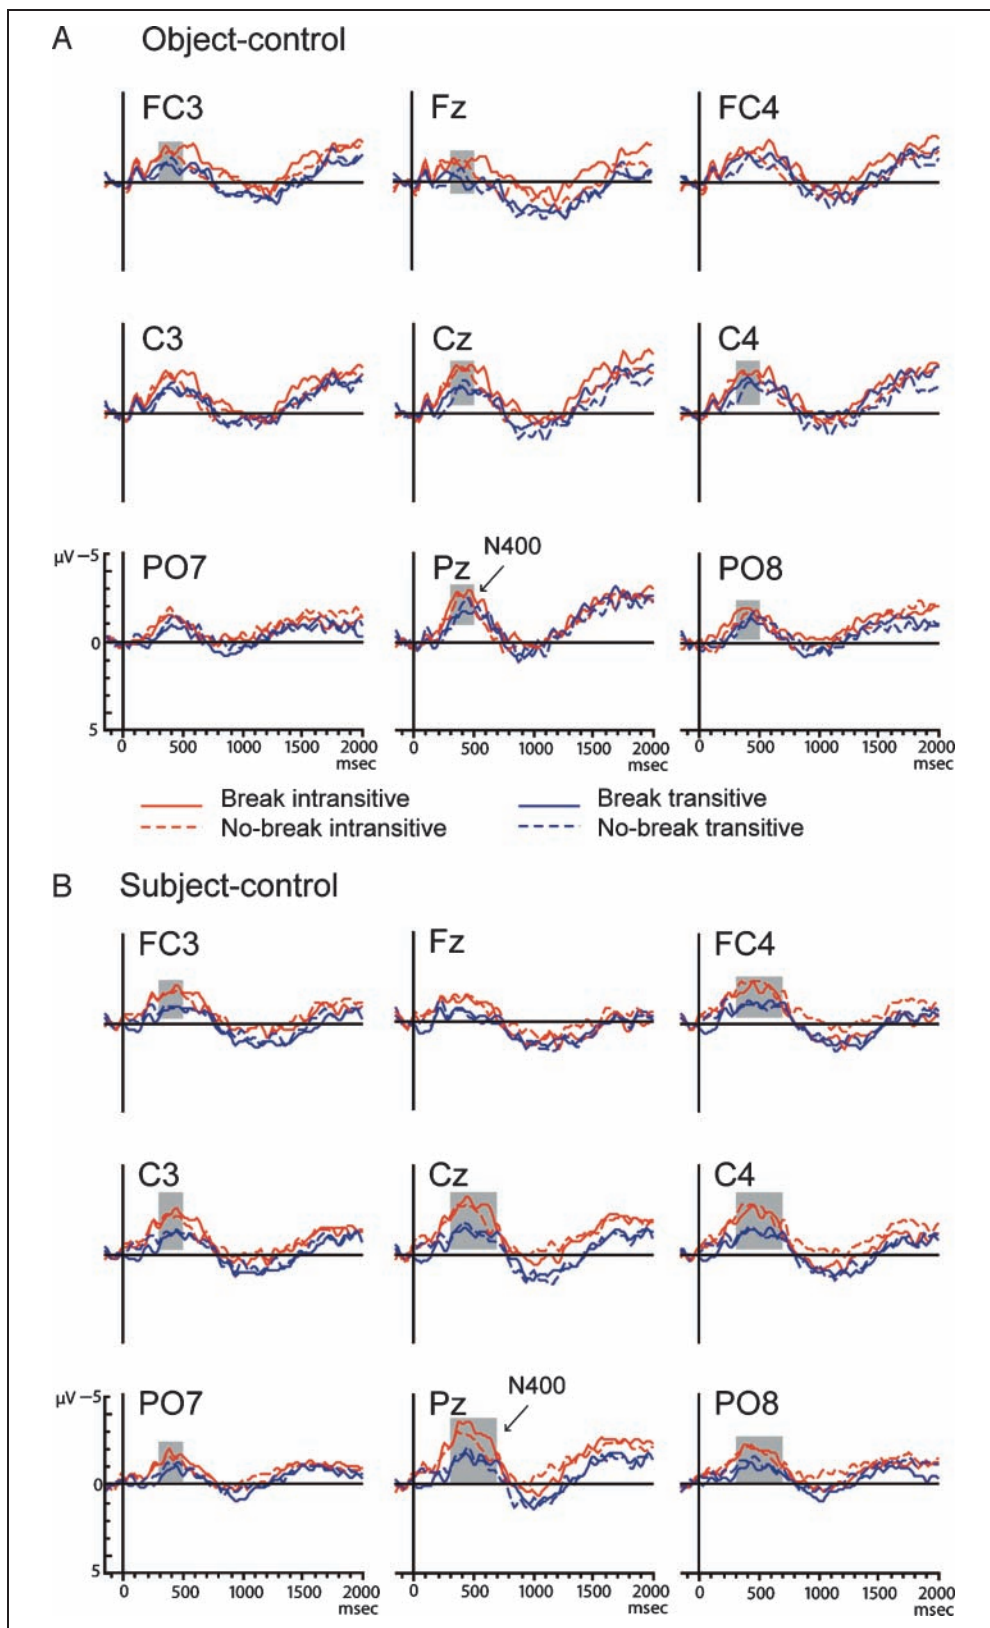 A Object-control
FC3 Fz FC4
C3 Cz C4
N400
µV −5 PO7 Pz PO8
0
5
0 500 1000 1500 2000 0 500 1000 1500 2000 0 500 1000 1500 2000
msec msec msec
Break intransitive Break transitive
No-break intransitive No-break transitive
B Subject-control
FC3 Fz FC4
C3 Cz C4
N400
µV −5 PO7 Pz PO8
0
5
0 500 1000 1500 2000 0 500 1000 1500 2000 0 500 1000 1500 2000
msec msec msec